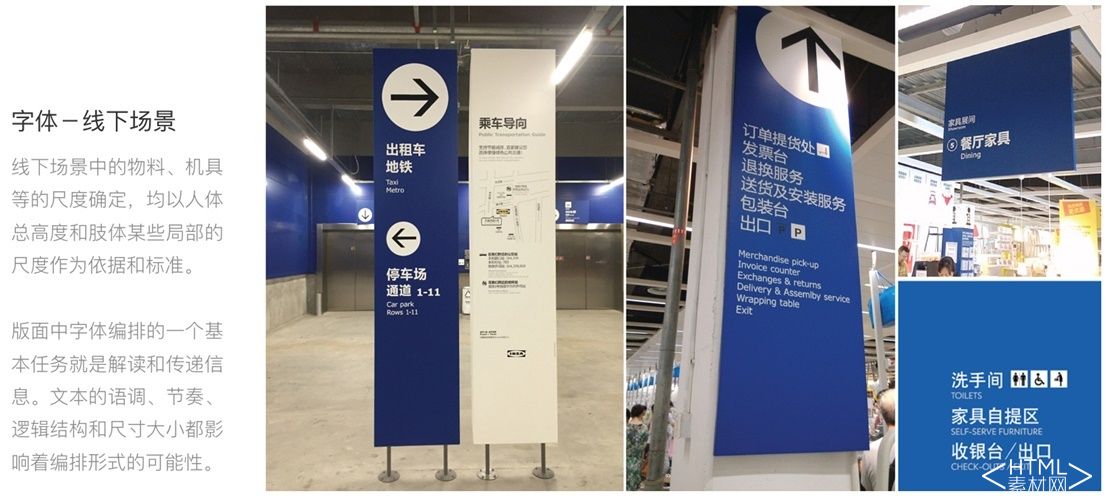 字体－线下场景
线下场景中的物料、机具
等的尺度确定，均以人体
总高度和肢体某些局部的
尺度作为依据和标准。
版面中字体编排的一个基
本任务就是解读和传递信
息。文本的语调、节奏、
逻辑结构和尺寸大小都影
响着编排形式的可能性。
出租车
地铁
Taxi
Metro
停车场
通道 1-11
Car park
Rows 1-11
乘车导向
Public Transportation Guide
IKEA
订单提货处
发票台
退换服务
送货及安装服务
包装台
出口 P P
Merchandise pick-up
Invoice counter
Exchanges & returns
Delivery & Assemlby service
Wrapping table
Exit
家具展间
Showroom
5 餐厅家具
Dining
洗手间
TOILETS
家具自提区
SELF-SERVE FURNITURE
收银台/出口
CHECK-OUTS
<HTML>
素材网